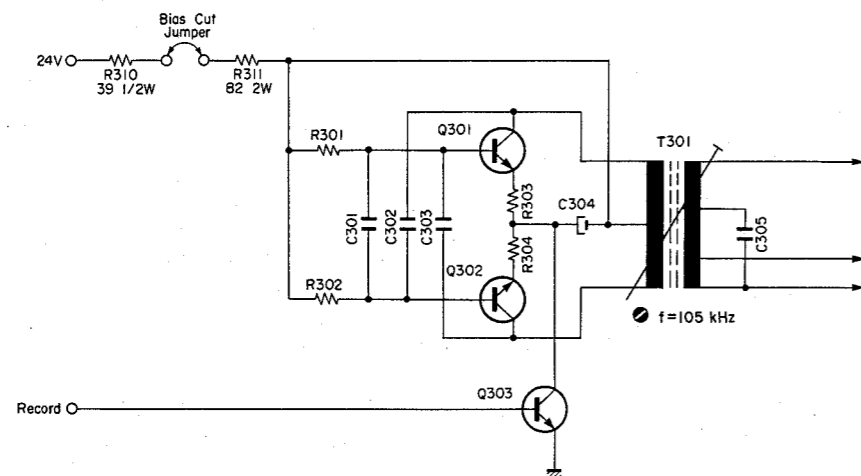 Bias Cut
Jumper
24V
R310
39 1/2W
R311
82 2W
R301
Q301
T301
R303
C304
C301
C302
C303
R304
C305
Q302
R302
f=105 kHz
Q303
Record